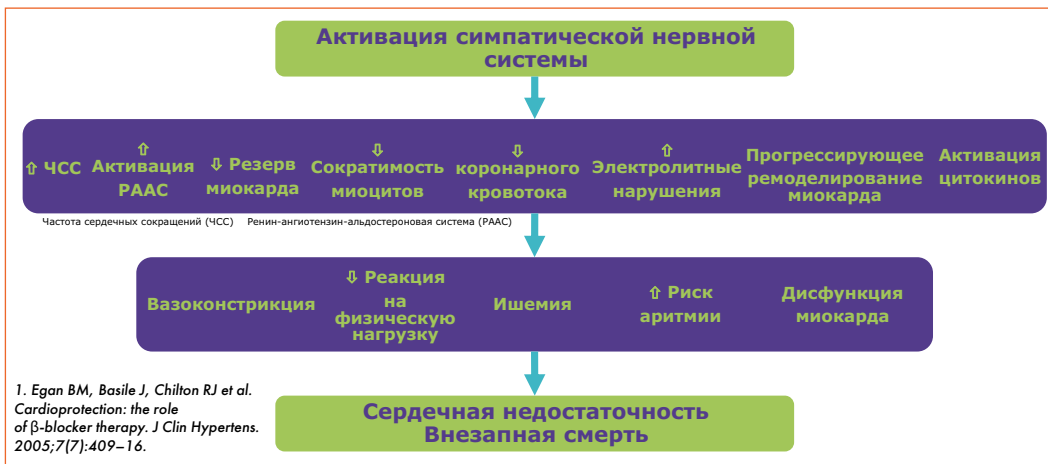 Активация симпатической нервной
системы
⇧ ЧСС
⇧
Активация
РААС
⇩ Резерв
миокарда
⇩
Сократимость
миоцитов
⇩
коронарного
кровотока
⇧
Электролитные
нарушения
Прогрессирующее
ремоделирование
миокарда
Активация
цитокинов
Частота сердечных сокращений (ЧСС) Ренин-ангиотензин-альдостероновая система (РААС)
Вазоконстрикция
⇩ Реакция
на
физическую
нагрузку
Ишемия
⇧ Риск
аритмии
Дисфункция
миокарда
Сердечная недостаточность
Внезапная смерть
1. Egan BM, Basile J, Chilton RJ et al.
Cardioprotection: the role
of β-blocker therapy. J Clin Hypertens.
2005;7(7):409–16.